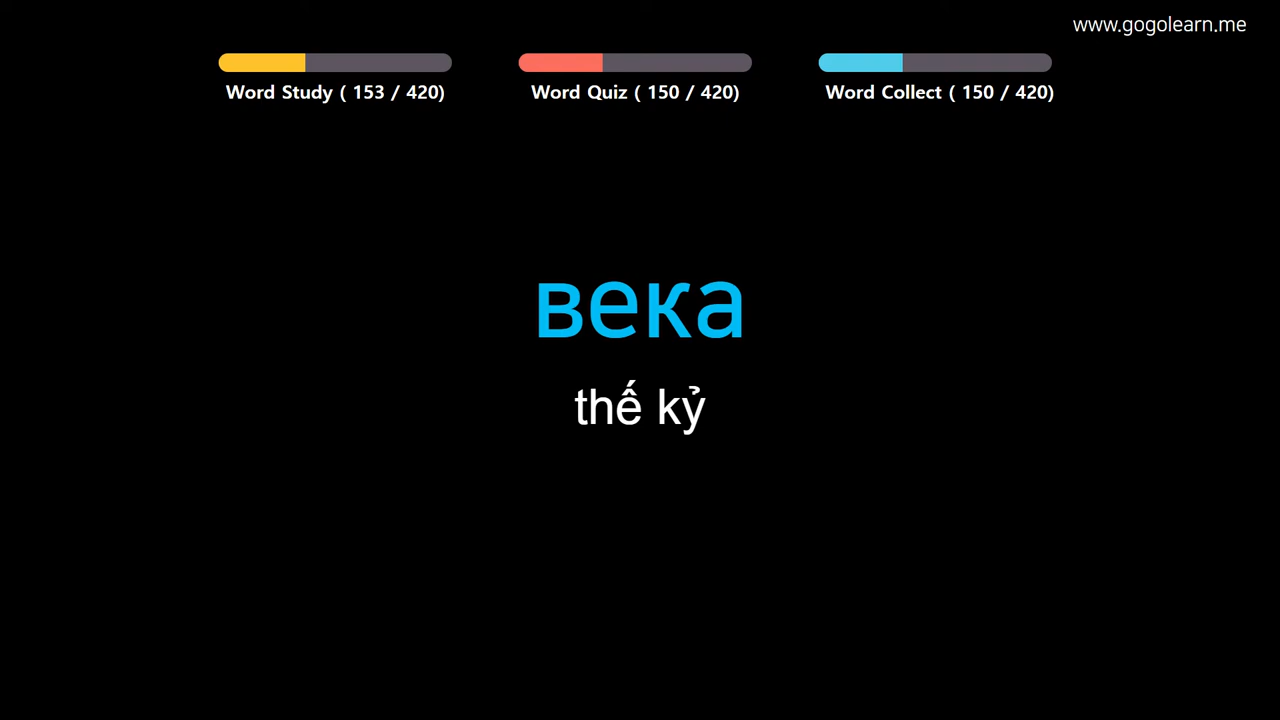 www.gogolearn.me
Word Study ( 153 / 420)
Word Quiz ( 150 / 420)
Word Collect ( 150 / 420)
века
thế kỷ